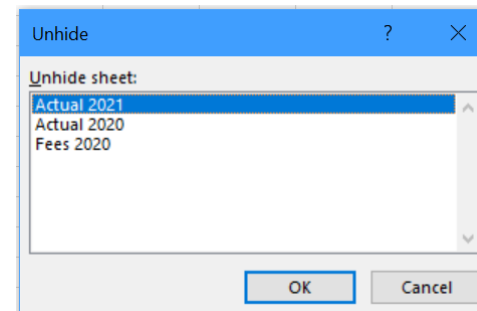 Unhide ?
Unhide sheet:
Actual 2021
Actual 2020
Fees 2020
OK Cancel